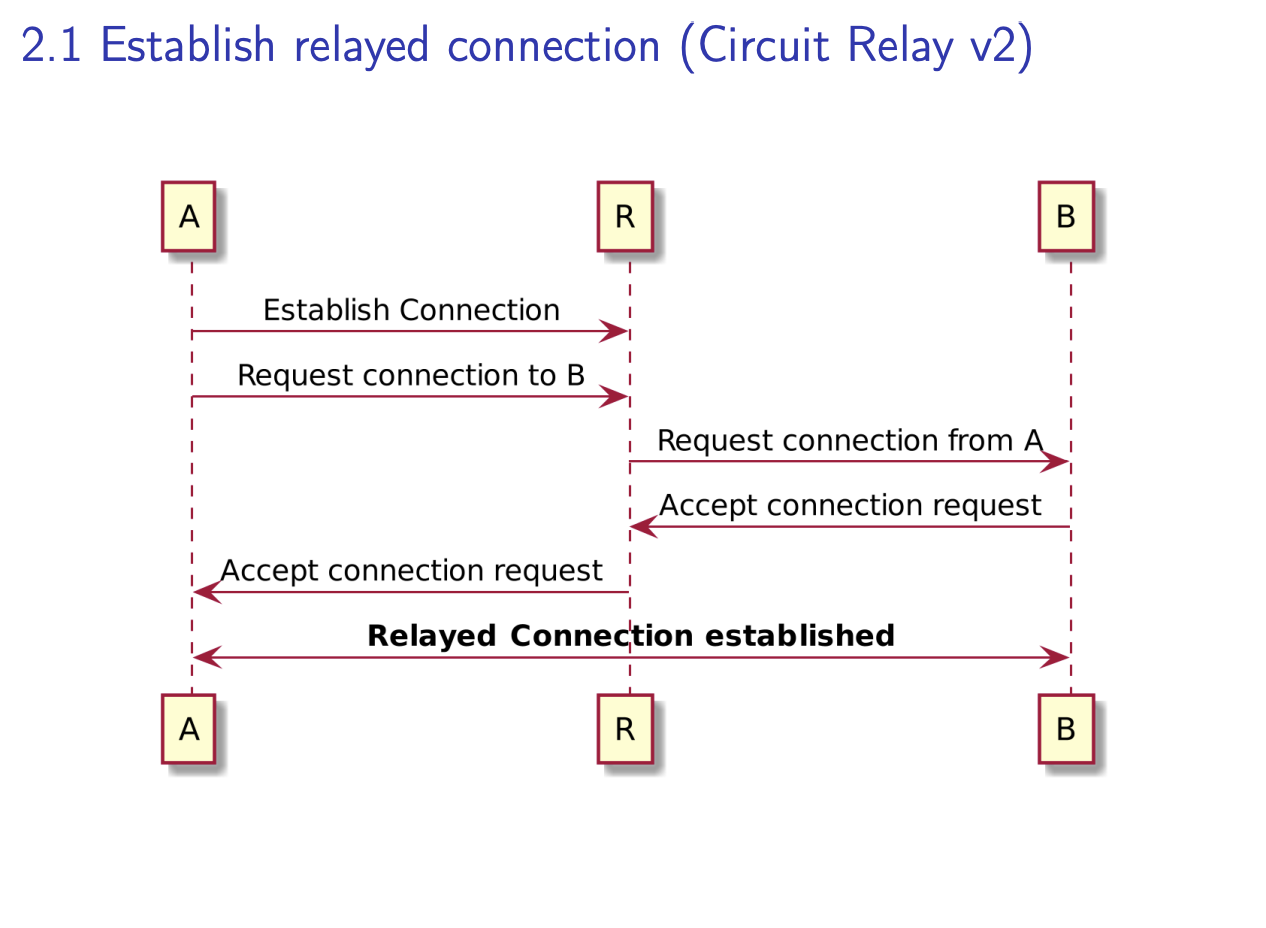 2.1 Establish relayed connection (Circuit Relay v2)
A
R
B
Establish Connection
Request connection to B
Request connection from A
Accept connection request
Accept connection request
Relayed Connection established
A
R
B